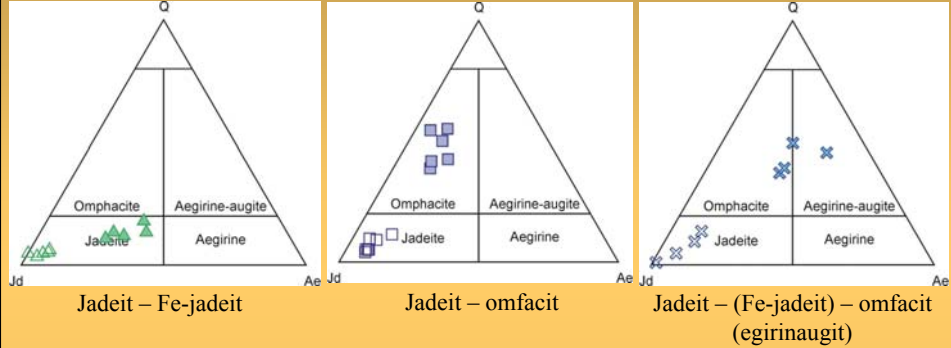 Q
Omphacite Aegirine-augite
Jadeite Aegirine
Jd Ae
Jadeit – Fe-jadeit
Q
Omphacite Aegirine-augite
Jadeite Aegirine
Jd Ae
Jadeit – omfacit
Q
Omphacite Aegirine-augite
Jadeite Aegirine
Jd Ae
Jadeit – (Fe-jadeit) – omfacit
(egirinaugit)